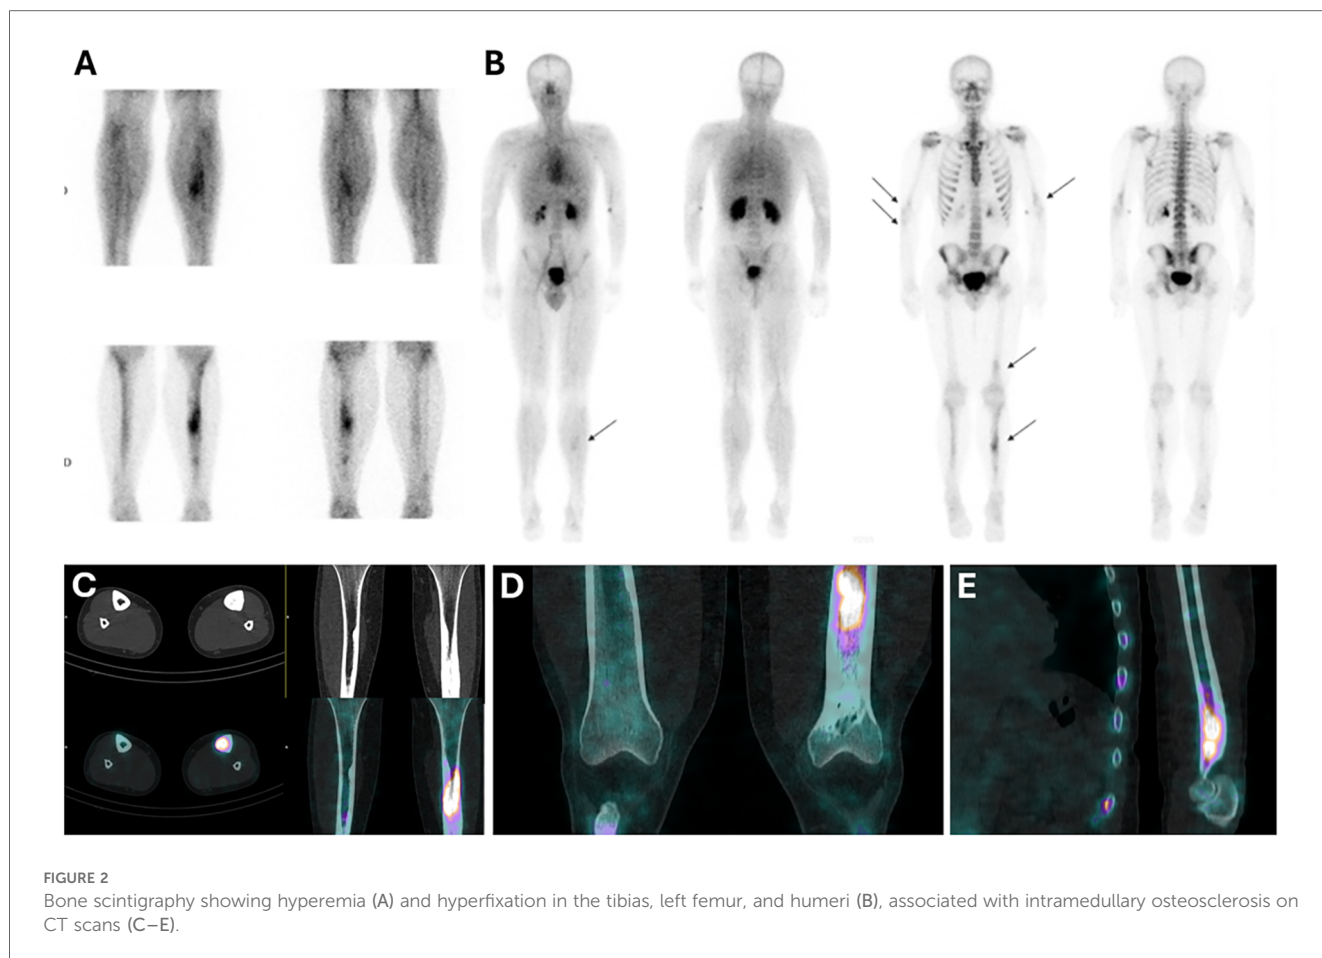 A
B
D
C
D
E
FIGURE 2
Bone scintigraphy showing hyperemia (A) and hyperfixation in the tibias, left femur, and humeri (B), associated with intramedullary osteosclerosis on
CT scans (C–E).